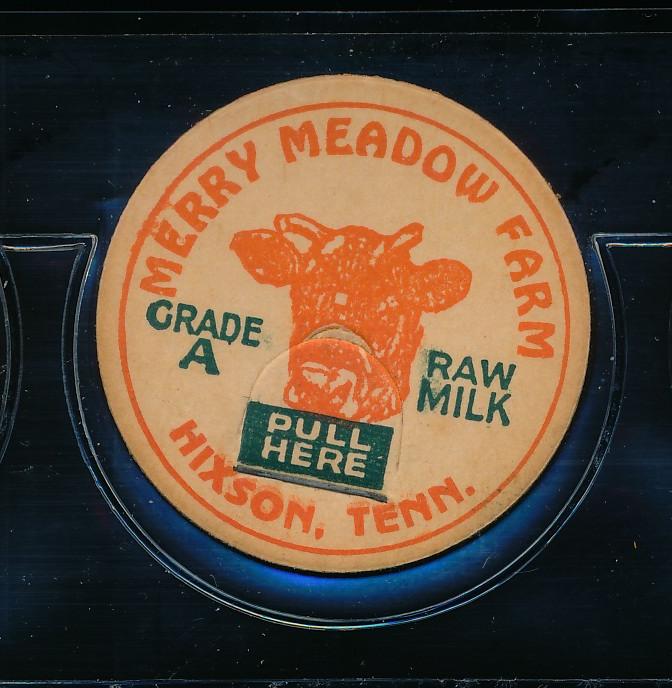 MERRY MEADOW FARM
GRADE
A
RAW
MILK
PULL
HERE
HIXSON, TENN.